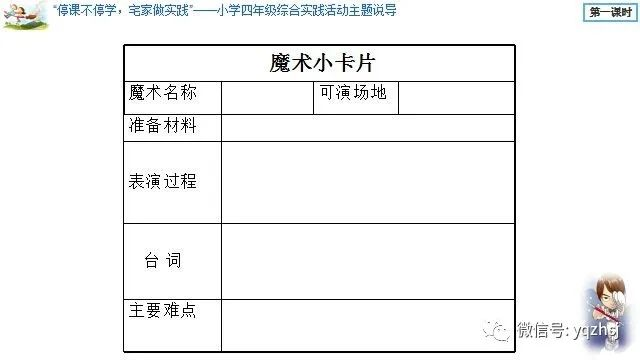 “停课不停学，宅家做实践”——小学四年级综合实践活动主题说导
第一课时
魔术小卡片
魔术名称 可演场地
准备材料
表演过程
台词
主要难点
微信号: yqzhsj